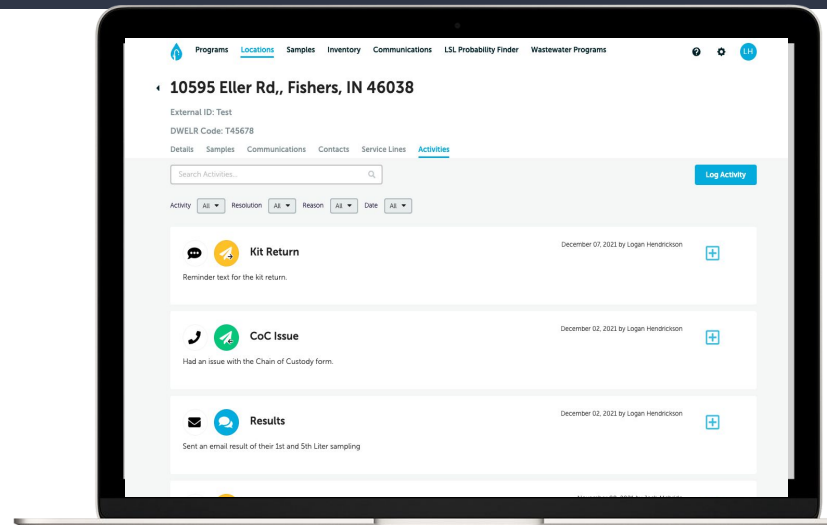 Programs Locations Samples Inventory Communications LSL Probability Finder Wastewater Programs LH
10595 Eller Rd,, Fishers, IN 46038
External ID: Test
DWELR Code: T45678
Details Samples Communications Contacts Service Lines Activities
Search Activities...
Log Activity
Activity All Resolution All Reason All Date All
Kit Return
December 07, 2021 by Logan Hendrickson
Reminder text for the kit return.
CoC Issue
December 02, 2021 by Logan Hendrickson
Had an issue with the Chain of Custody form.
Results
December 02, 2021 by Logan Hendrickson
Sent an email result of their 1st and 5th Liter sampling